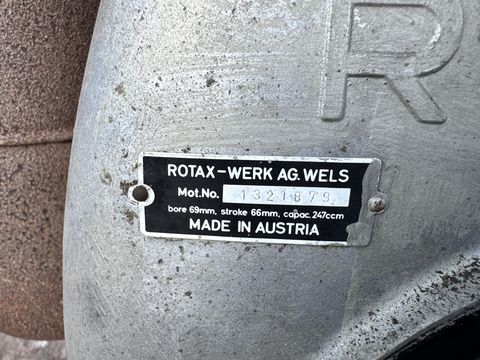 R
ROTAX-WERK AG. WELS
Mot.No. 1321879
bore 69mm, stroke 66mm, capac. 247ccm
MADE IN AUSTRIA